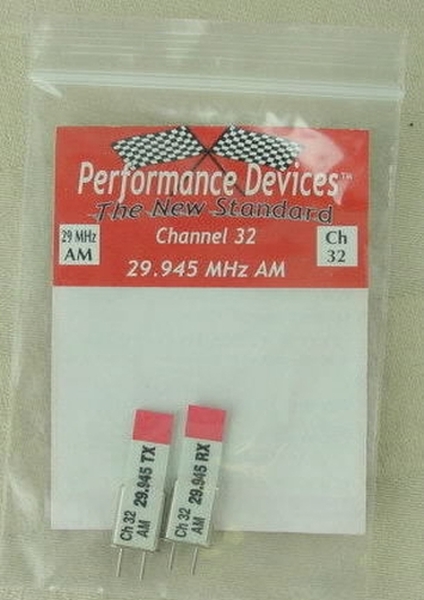 Performance Devices™
The New Standard
29 MHz
AM
Channel 32
29.945 MHz AM
Ch
32
Ch 32 29.945 TX
AM
Ch 32 29.945 RX
AM